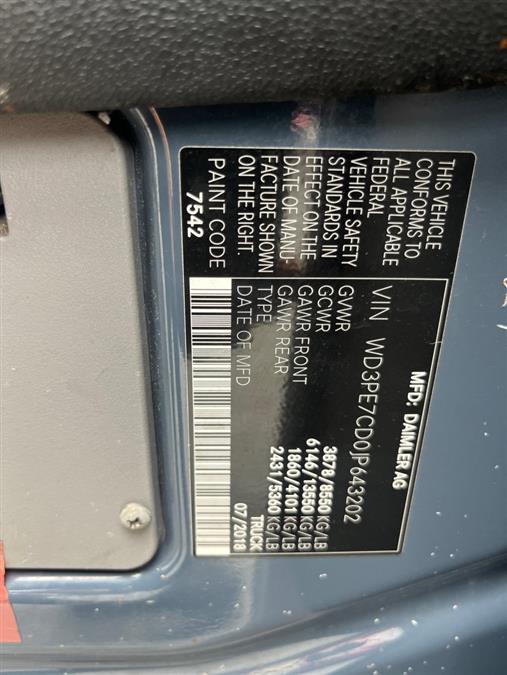 MFD: DAIMLER AG
VIN WD3PE7CD0JP643202
GVWR 3878/8550 KG/LB
GCWR 6146/13550 KG/LB
GAWR FRONT 1860/4101 KG/LB
GAWR REAR 2431/5360 KG/LB
TYPE TRUCK
DATE OF MFD 07/2018
THIS VEHICLE
CONFORMS TO
ALL APPLICABLE
FEDERAL
VEHICLE SAFETY
STANDARDS IN
EFFECT ON THE
DATE OF MANU-
FACTURE SHOWN
ON THE RIGHT.
PAINT CODE
7542